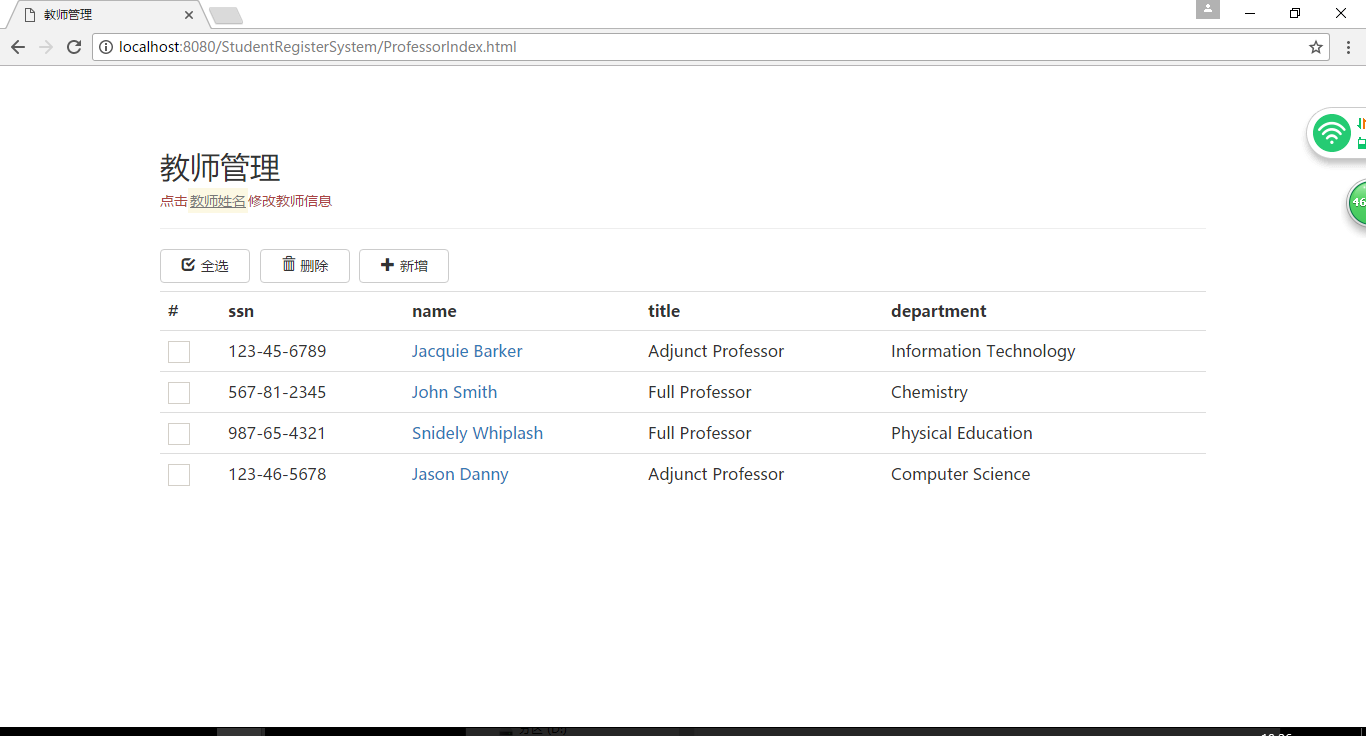 教师管理
localhost:8080/StudentRegisterSystem/ProfessorIndex.html
教师管理
点击教师姓名修改教师信息
全选 删除 新增
# ssn name title department
123-45-6789 Jacquie Barker Adjunct Professor Information Technology
567-81-2345 John Smith Full Professor Chemistry
987-65-4321 Snidely Whiplash Full Professor Physical Education
123-46-5678 Jason Danny Adjunct Professor Computer Science
46